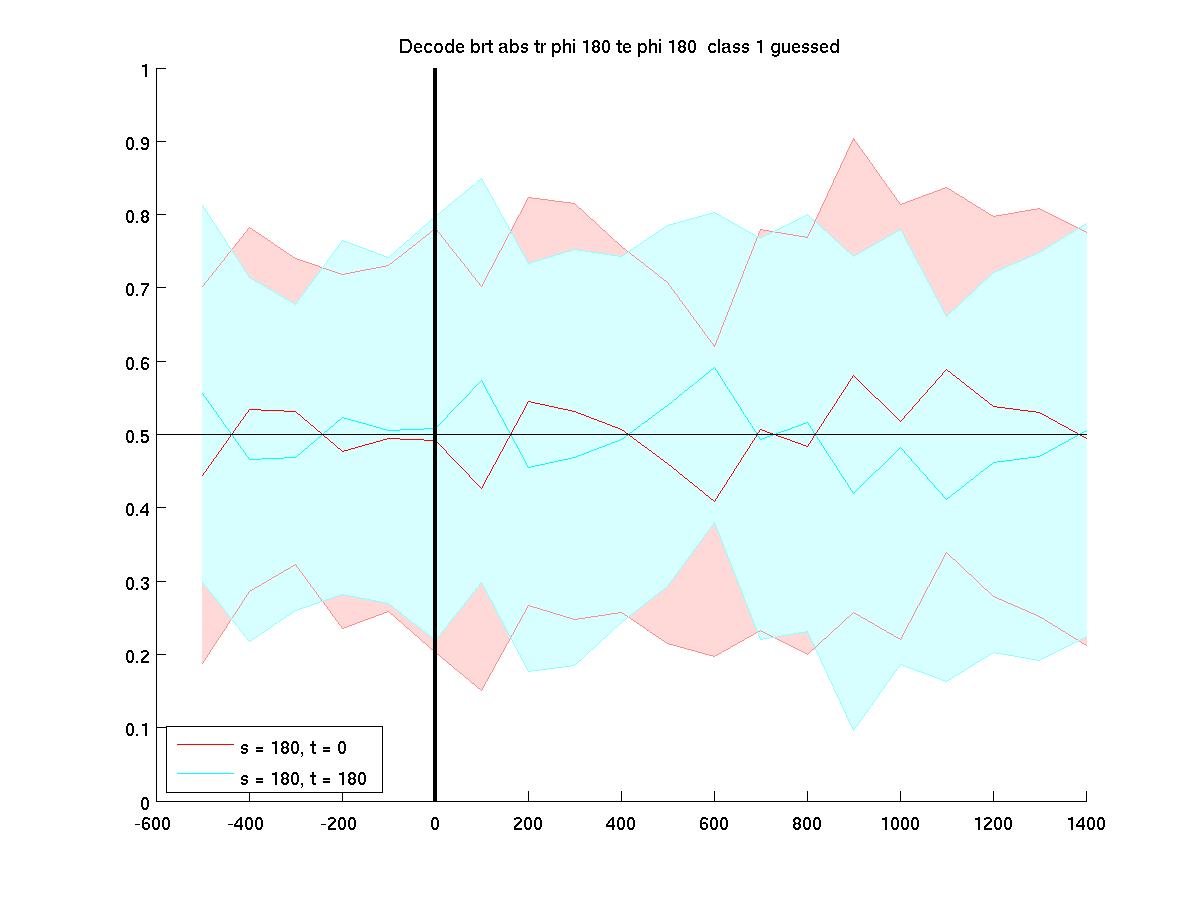 Decode brt abs tr phi 180 te phi 180  class 1 guessed
1
0.9
0.8
0.7
0.6
0.5
0.4
0.3
0.2
0.1
0
s = 180, t = 0
s = 180, t = 180
-600 -400 -200 0 200 400 600 800 1000 1200 1400